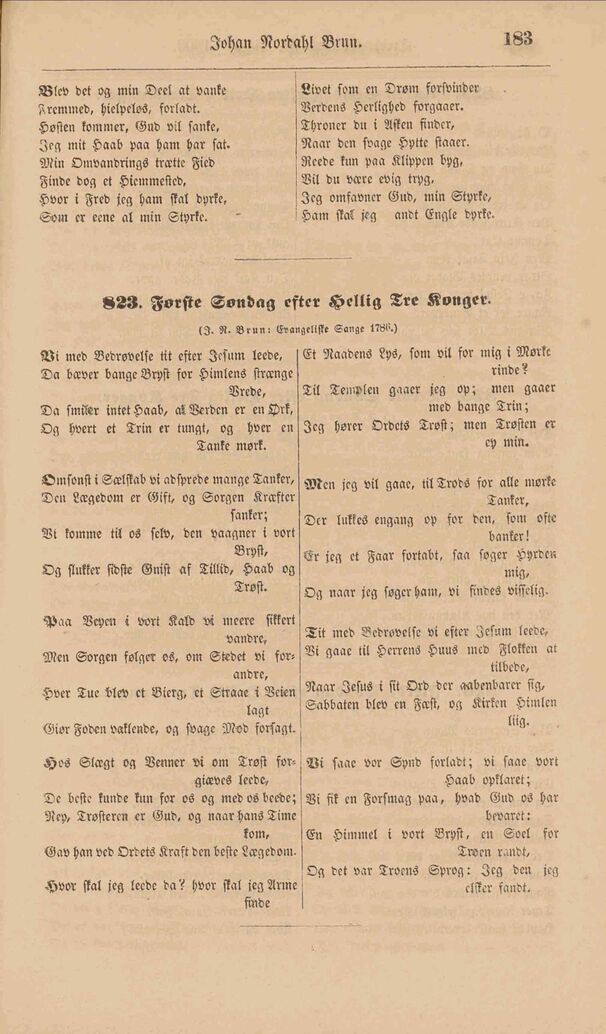 Johan Nordahl Brun.
183
Blev det og min Deel at vanke
Fremmed, hielpeløs, forladt.
Høsten kommer, Gud vil sanke,
Jeg mit Haab paa ham har sat.
Min Omvandrings trætte Fied
Finde dog et Hiemmested,
Hvor i Fred jeg ham skal dyrke,
Som er eene al min Styrke.
Livet som en Drøm forsvinder
Verdens Herlighed forgaaer.
Throner du i Asken finder,
Naar den svage Hytte staaer.
Reede kun paa Klippen byg,
Vil du være evig tryg,
Jeg omfavner Gud, min Styrke,
Ham skal jeg andt Engle dyrke.
823. Første Søndag efter Hellig Tre Konger.
(J. N. Brun: Evangeliske Sange 1786.)
Vi med Bedrøvelse tit efter Jesum leede,
Da bæver bange Bryst for Himlens strænge
Vrede,
Da smiler intet Haab, al Verden er en Ørk,
Og hvert et Trin er tungt, og hver en
Tanke mørk.
Omsonst i Sælskab vi adsprede mange Tanker,
Den Lægedom er Gift, og Sorgen Kræfter
sanker;
Vi komme til os selv, den vaagner i vort
Bryst,
Og slukker sidste Gnist af Tillid, Haab og
Trøst.
Paa Veyen i vort Kald vi meere sikkert
vandre,
Men Sorgen følger os, om Stedet vi for-
andre,
Hver Tue blev et Bierg, et Straae i Veien
lagt
Giør Foden vaklende, og svage Mod forsagt.
Hos Slægt og Venner vi om Trøst for-
giæves leede,
De beste kunde kun for os og med os beede;
Ney, Trøsteren er Gud, og naar hans Time
kom,
Gav han ved Ordets Kraft den beste Lægedom.
Hvor skal jeg leede da? hvor skal jeg Arme
finde
Et Naadens Lys, som vil for mig i Mørke
rinde?
Til Templen gaaer jeg op; men gaaer
med bange Trin;
Jeg hører Ordets Trøst; men Trøsten er
ey min.
Men jeg vil gaae, til Trods for alle mørke
Tanker,
Der lukkes engang op for den, som ofte
banker!
Er jeg et Faar fortabt, saa søger Hyrden
mig,
Og naar jeg søger ham, vi findes visselig.
Tit med Bedrøvelse vi efter Jesum leede,
Vi gaae til Herrens Huus med Flokken at
tilbede,
Naar Jesus i sit Ord der aabenbarer sig,
Sabbaten blev en Fæst, og Kirken Himlen
liig.
Vi saae vor Synd forladt; vi saae vort
Haab opklaret;
Vi fik en Forsmag paa, hvad Gud os har
bevaret:
En Himmel i vort Bryst, en Soel for
Troen randt,
Og det var Troens Sprog: Jeg den jeg
elsker fandt.